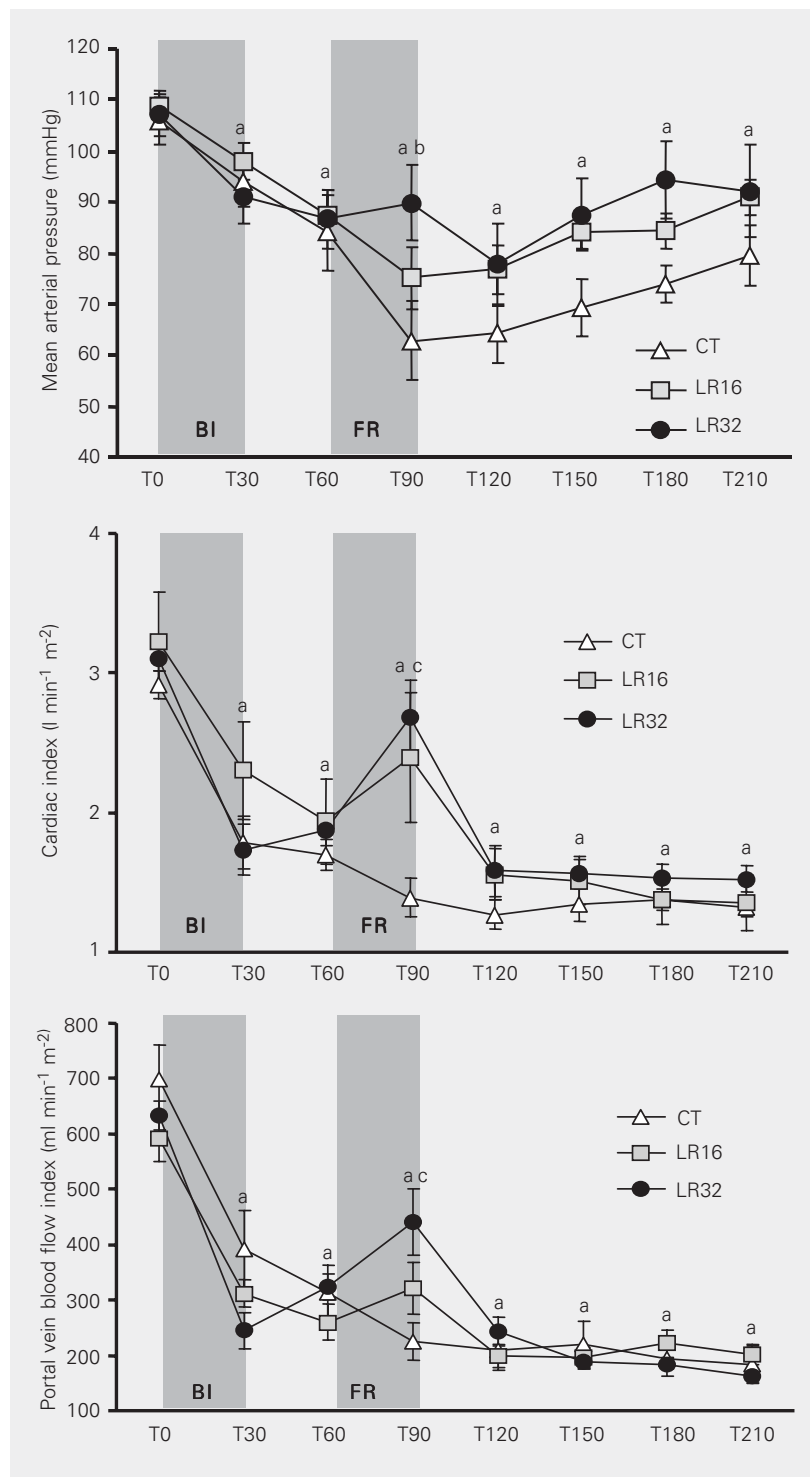 Mean arterial pressure (mmHg)
120
110
100
90
80
70
60
50
40
a
a
a b
a
a
a
a
CT
LR16
LR32
BI
FR
T0 T30 T60 T90 T120 T150 T180 T210
Cardiac index (l min-1 m-2)
4
3
2
1
a
a
a c
a
a
a
a
CT
LR16
LR32
BI
FR
T0 T30 T60 T90 T120 T150 T180 T210
Portal vein blood flow index (ml min-1 m-2)
800
700
600
500
400
300
200
100
a
a
a c
a
a
a
a
CT
LR16
LR32
BI
FR
T0 T30 T60 T90 T120 T150 T180 T210